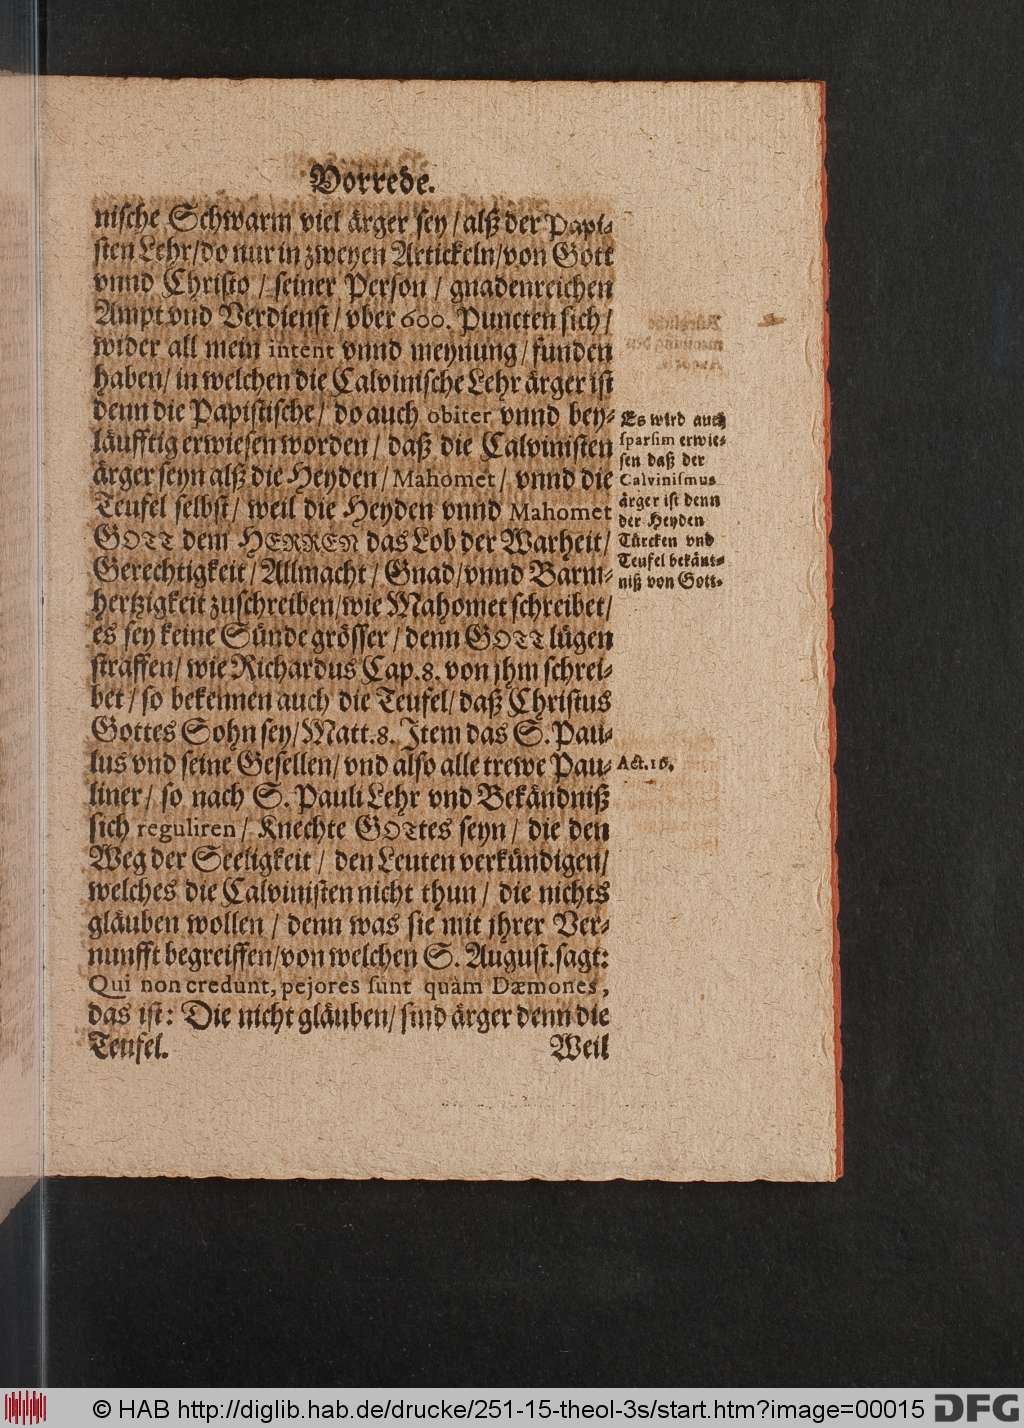 Vorrede.
nische Schwarm viel ärger sey / alß der Papi-
sten Lehr / do nur in zweyen Artickeln / von Gott
vnnd Christo / seiner Person / gnadenreichen
Ampt vnd Verdienst / vber 600. Puncten sich /
wider all mein intent vnnd meynung / funden
haben / in welchen die Calvinische Lehr ärger ist
denn die Papistische / do auch obiter vnnd bey-
läufftig erwiesen worden / daß die Calvinisten
ärger seyn alß die Heyden / Mahomet / vnnd die
Teufel selbst / weil die Heyden vnnd Mahomet
GOTT dem HERREN das Lob der Warheit /
Gerechtigkeit / Allmacht / Gnad / vnnd Barm-
hertzigkeit zuschreiben / wie Mahomet schreibet /
es sey keine Sünde grösser / denn GOTT lügen
straffen / wie Richardus Cap. 8. von jhm schrei-
bet / so bekennen auch die Teufel / daß Christus
Gottes Sohn sey / Matt. 8. Item das S. Pau-
lus vnd seine Gesellen / vnd also alle trewe Pau-
liner / so nach S. Pauli Lehr vnd Bekändniß
sich reguliren / Knechte GOTtes seyn / die den
Weg der Seeligkeit / den Leuten verkündigen /
welches die Calvinisten nicht thun / die nichts
gläuben wollen / denn was sie mit jhrer Ver-
nunfft begreiffen / von welchen S. August. sagt:
Qui non credunt, pejores sunt quàm Dæmones,
das ist: Die nicht gläuben / sind ärger denn die
Teufel.
Weil
Es wird auch
sparsim erwie-
sen daß der
Calvinismus
ärger ist denn
der Heyden
Türcken vnd
Teufel bekänt-
niß von Gott.
Act. 16.
© HAB http://diglib.hab.de/drucke/251-15-theol-3s/start.htm?image=00015
DFG